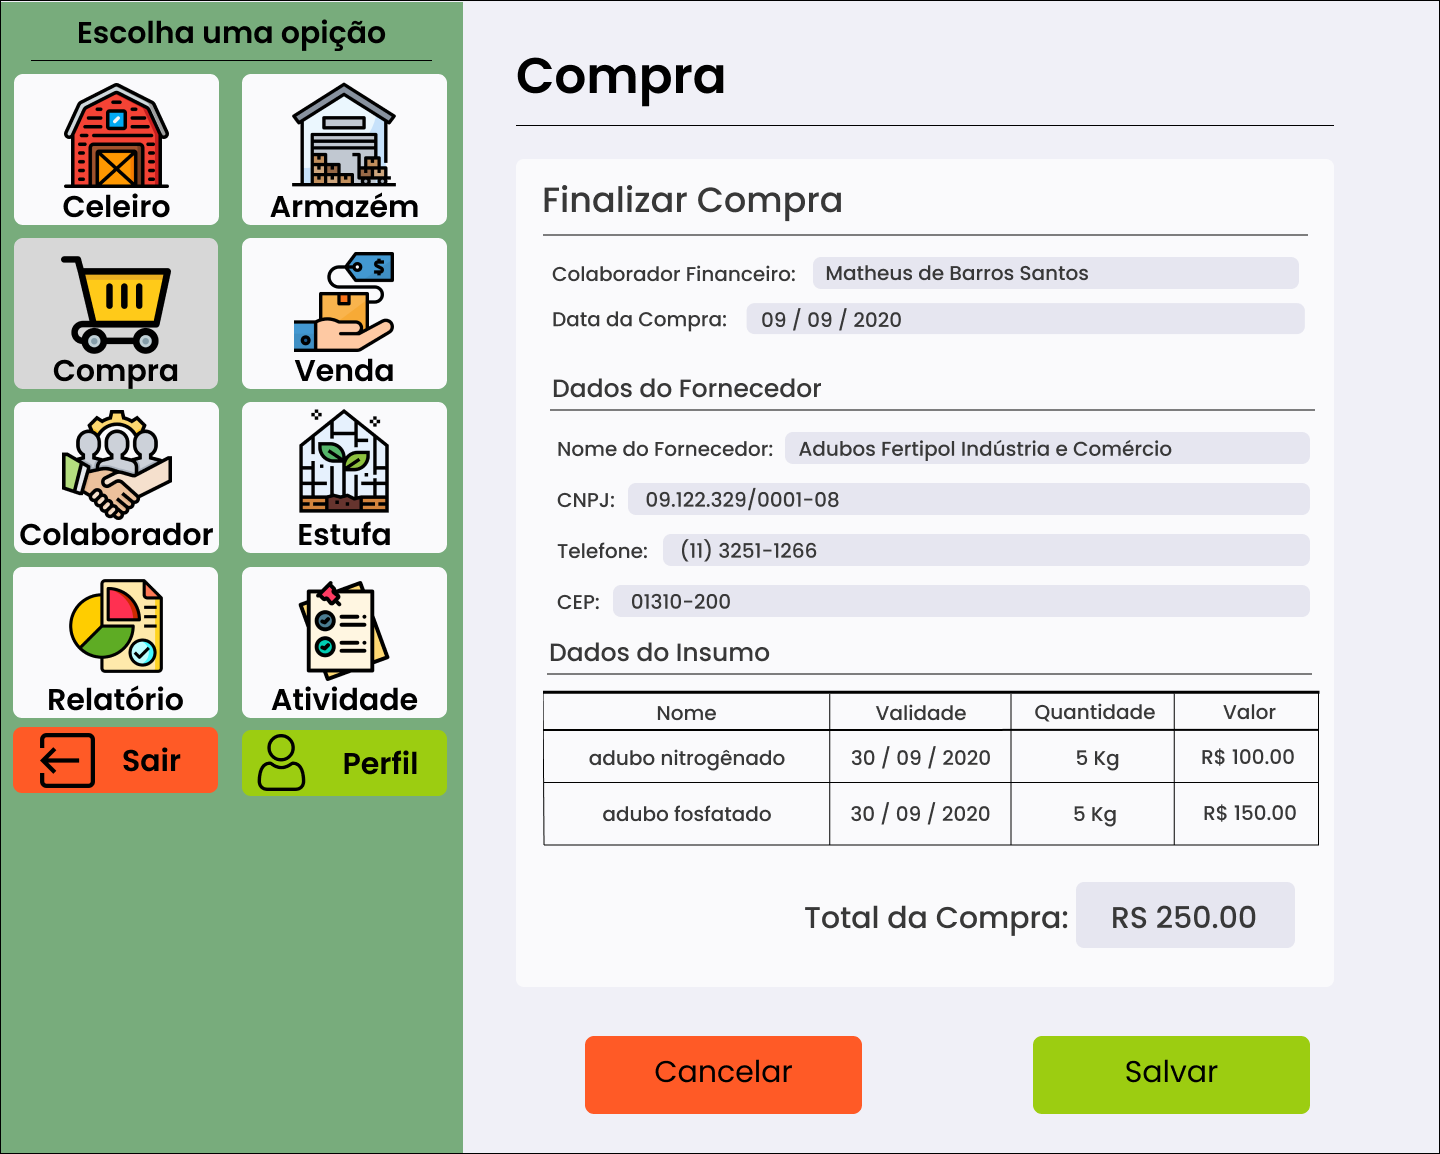 Escolha uma opição
Celeiro
Armazém
$
Compra
Venda
Colaborador
Estufa
Relatório
Atividade
Sair
Perfil
Compra
Finalizar Compra
Colaborador Financeiro: Matheus de Barros Santos
Data da Compra: 09 / 09 / 2020
Dados do Fornecedor
Nome do Fornecedor: Adubos Fertipol Indústria e Comércio
CNPJ: 09.122.329/0001-08
Telefone: (11) 3251-1266
CEP: 01310-200
Dados do Insumo
Nome Validade Quantidade Valor
adubo nitrogênado 30 / 09 / 2020 5 Kg R$ 100.00
adubo fosfatado 30 / 09 / 2020 5 Kg R$ 150.00
Total da Compra: RS 250.00
Cancelar
Salvar